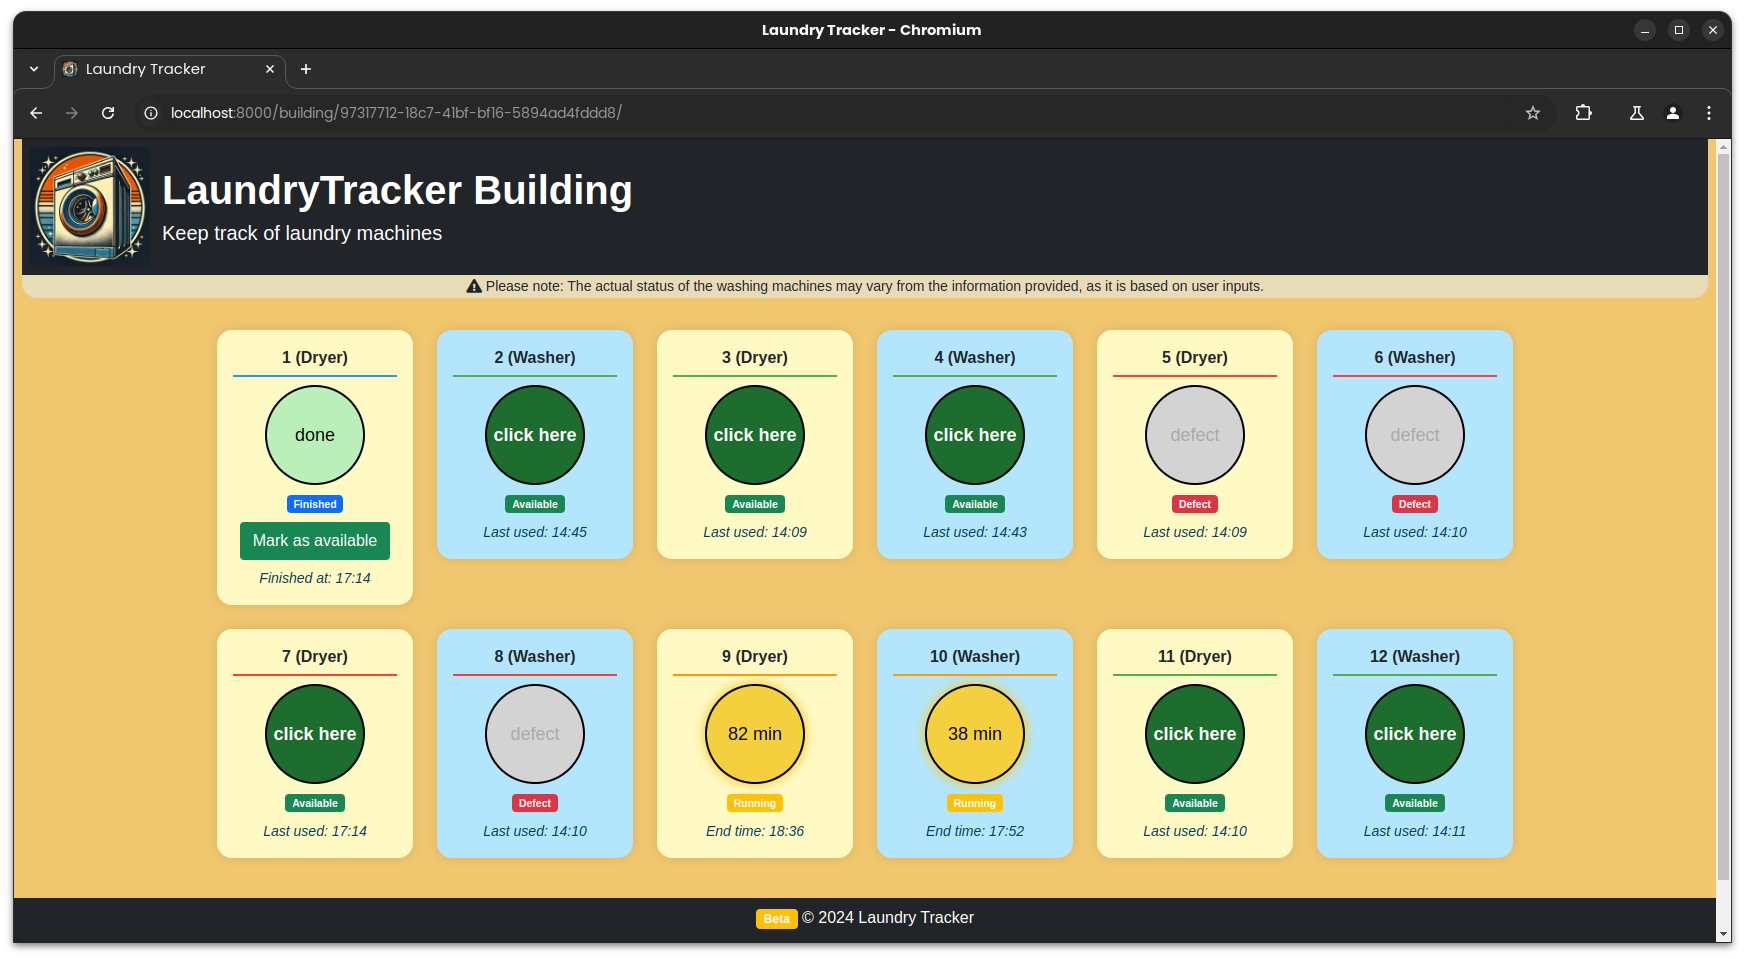 Laundry Tracker - Chromium
Laundry Tracker
localhost:8000/building/97317712-18c7-41bf-bf16-5894ad4fddd8/
LaundryTracker Building
Keep track of laundry machines
Please note: The actual status of the washing machines may vary from the information provided, as it is based on user inputs.
1 (Dryer)
done
Finished
Mark as available
Finished at: 17:14
2 (Washer)
click here
Available
Last used: 14:45
3 (Dryer)
click here
Available
Last used: 14:09
4 (Washer)
click here
Available
Last used: 14:43
5 (Dryer)
defect
Defect
Last used: 14:09
6 (Washer)
defect
Defect
Last used: 14:10
7 (Dryer)
click here
Available
Last used: 17:14
8 (Washer)
defect
Defect
Last used: 14:10
9 (Dryer)
82 min
Running
End time: 18:36
10 (Washer)
38 min
Running
End time: 17:52
11 (Dryer)
click here
Available
Last used: 14:10
12 (Washer)
click here
Available
Last used: 14:11
Beta © 2024 Laundry Tracker